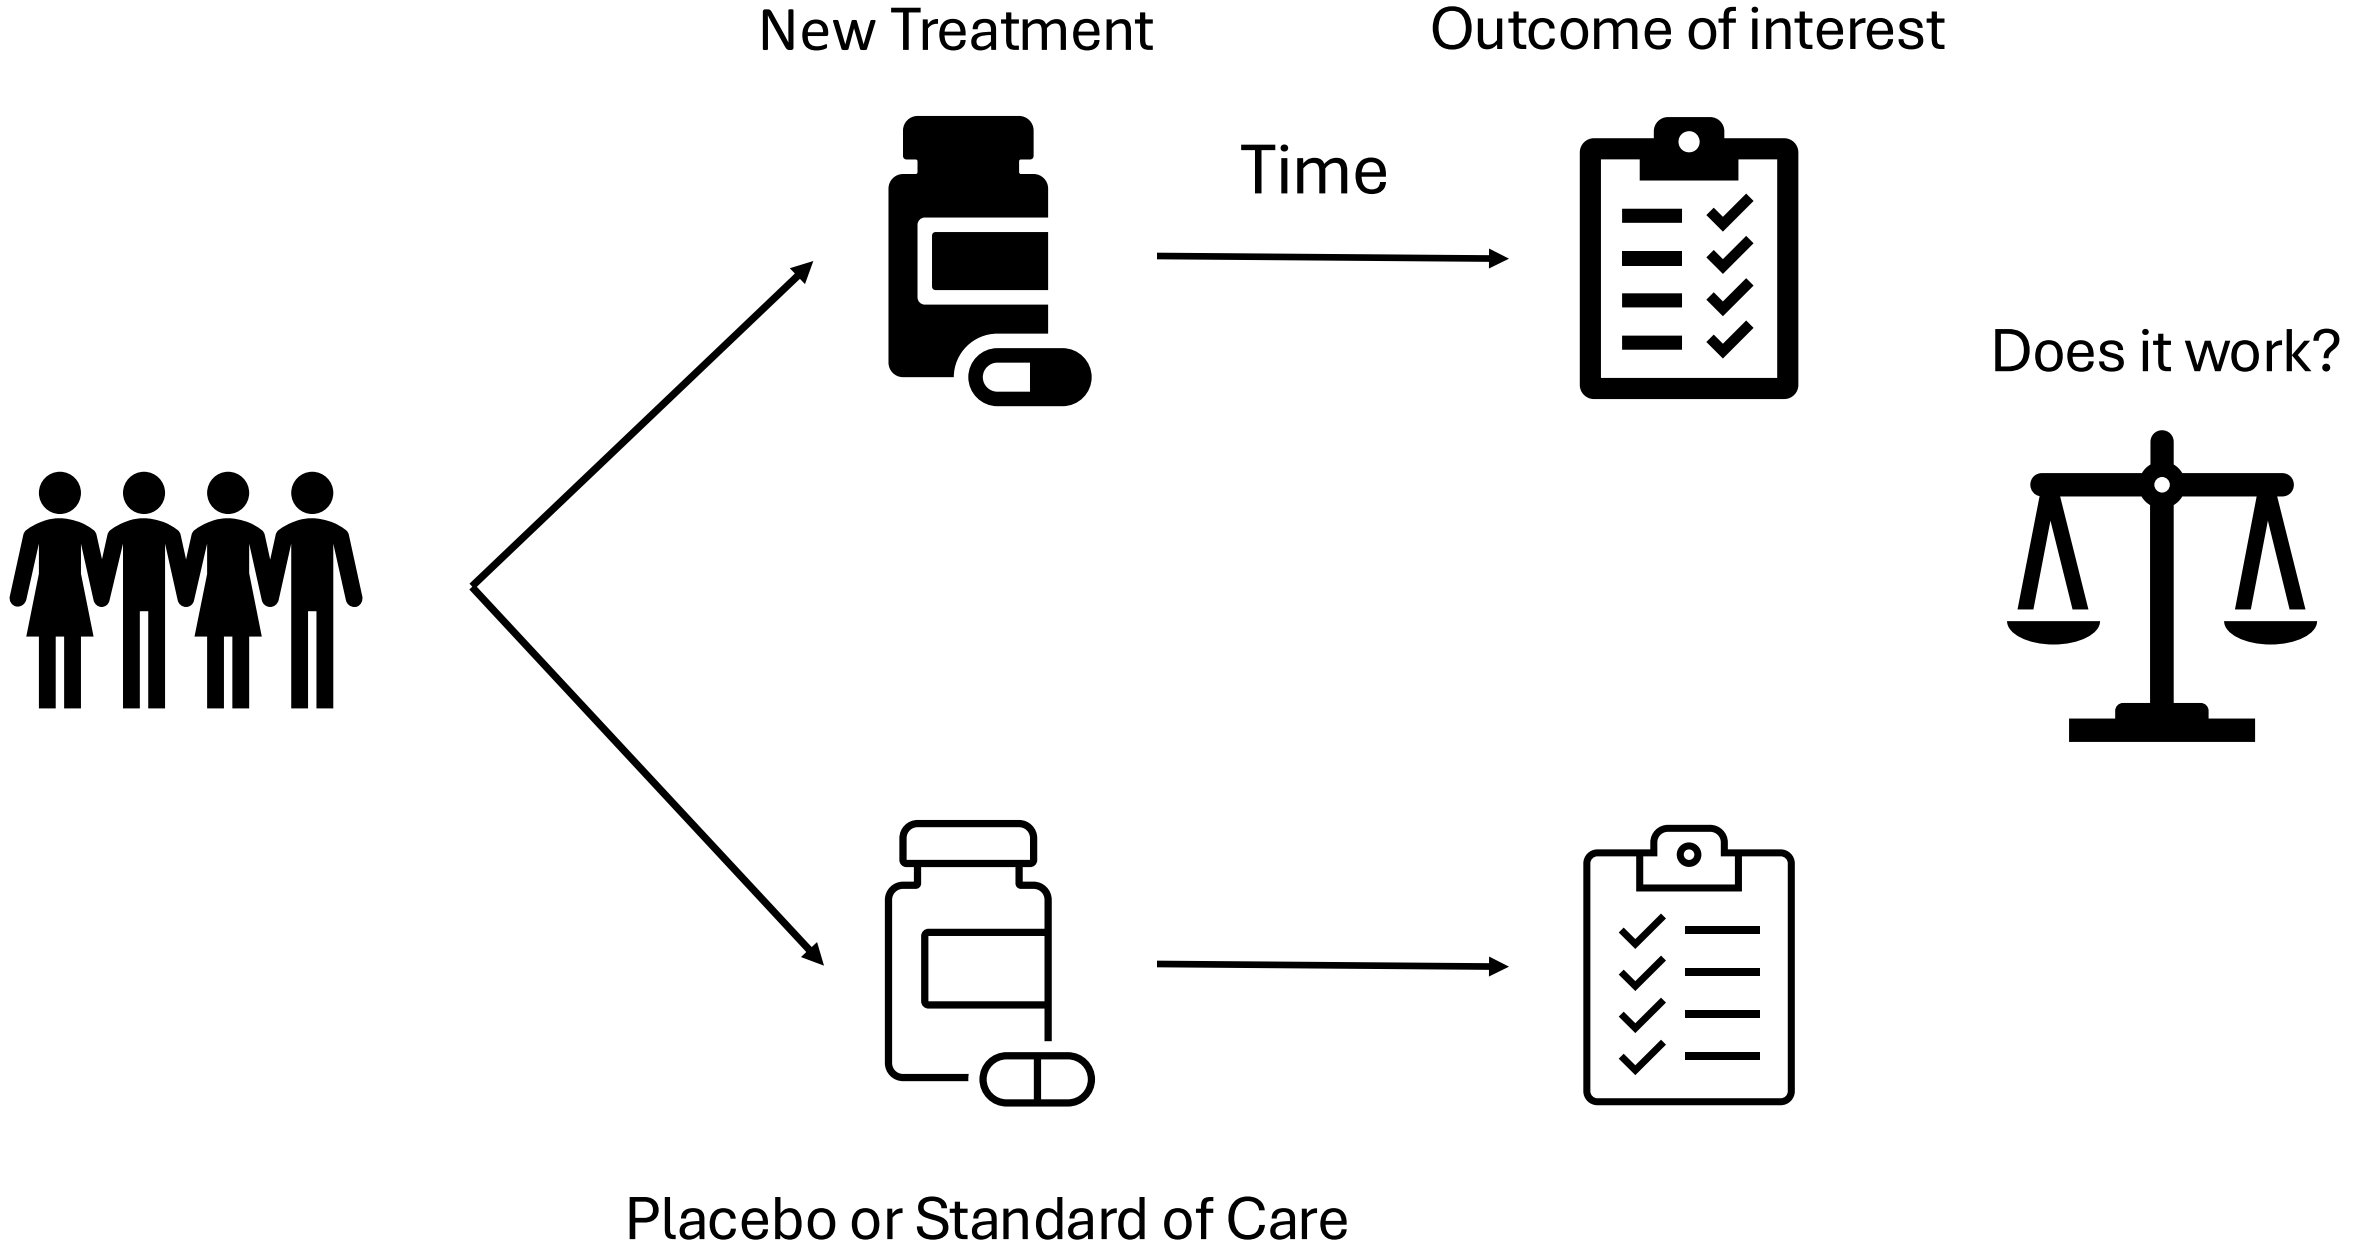 New Treatment
Outcome of interest
Time
Does it work?
Placebo or Standard of Care